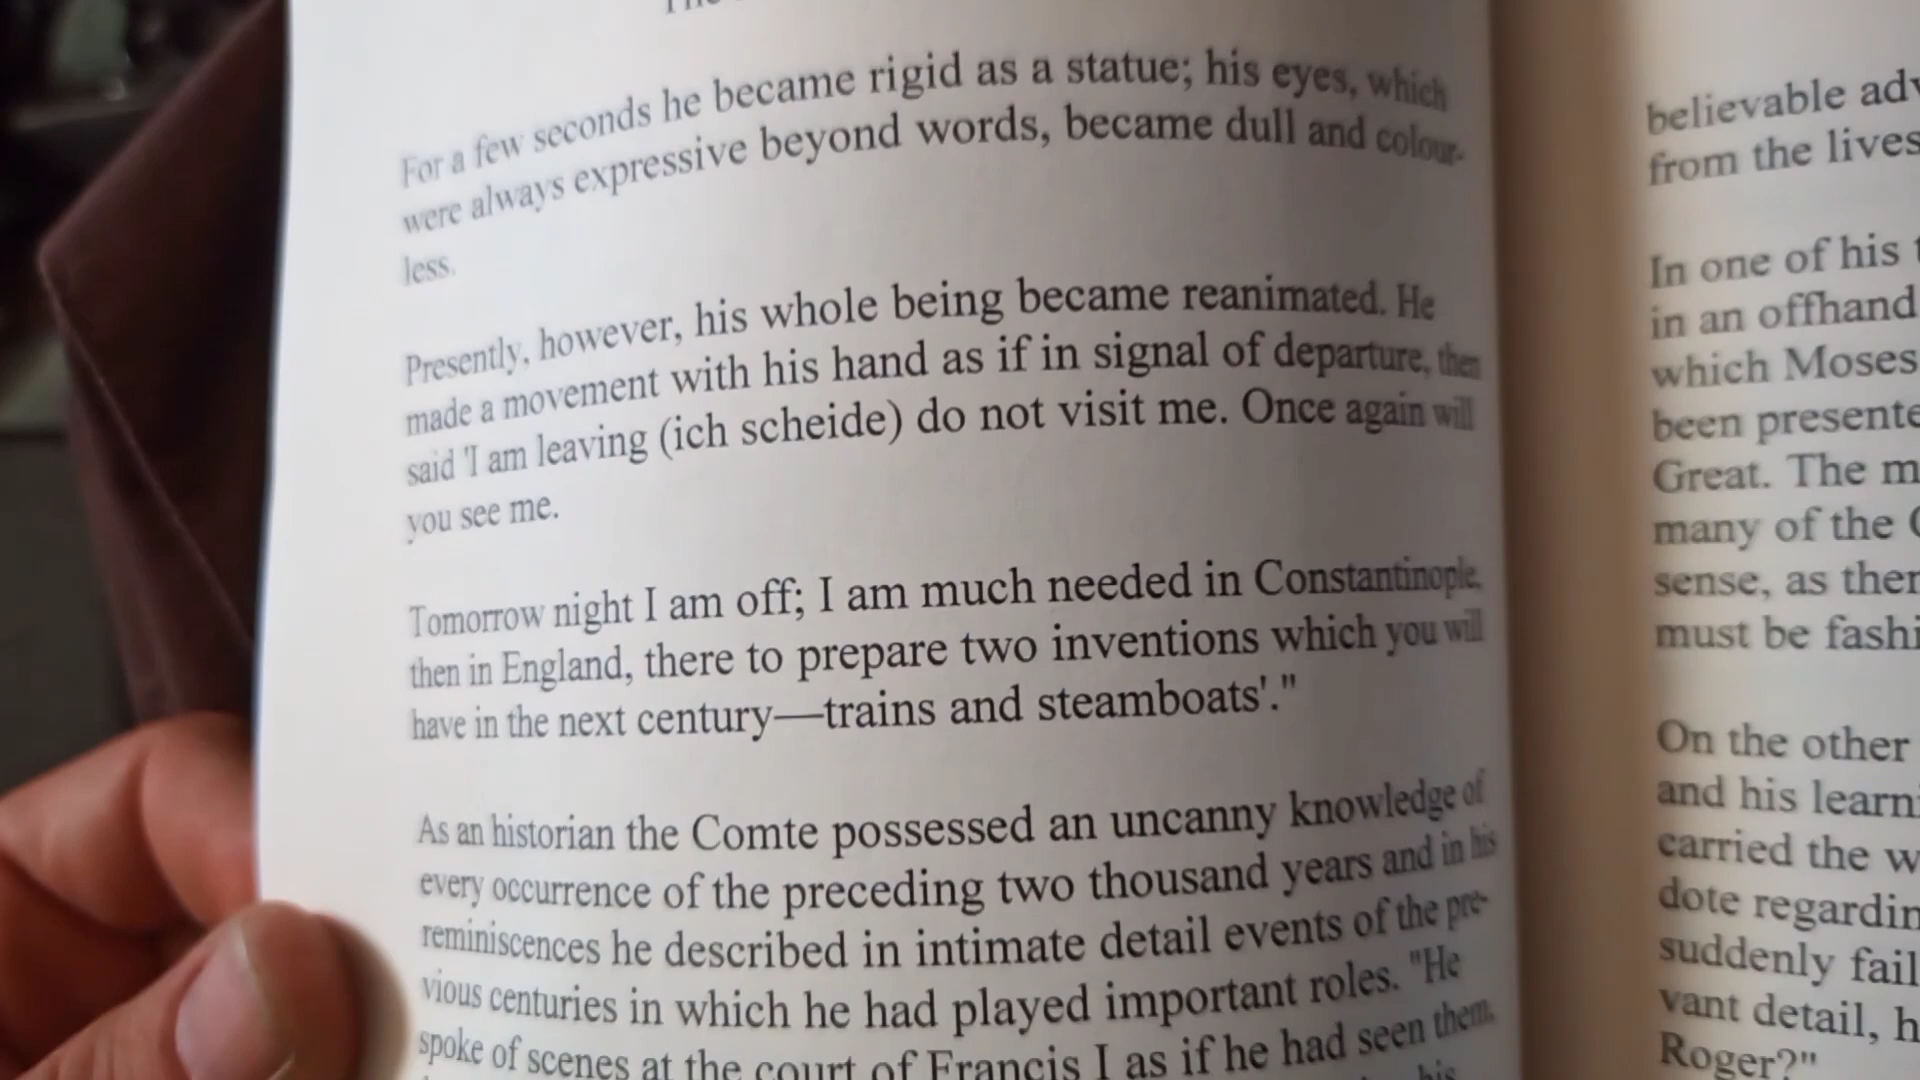 For a few seconds he became rigid as a statue; his eyes, which
were always expressive beyond words, became dull and colour-
less.
Presently, however, his whole being became reanimated. He
made a movement with his hand as if in signal of departure, then
said 'I am leaving (ich scheide) do not visit me. Once again will
you see me.
Tomorrow night I am off; I am much needed in Constantinople,
then in England, there to prepare two inventions which you will
have in the next century—trains and steamboats'."
As an historian the Comte possessed an uncanny knowledge of
every occurrence of the preceding two thousand years and in his
reminiscences he described in intimate detail events of the pre-
vious centuries in which he had played important roles. "He
spoke of scenes at the court of Francis I as if he had seen them,
his
believable
from the lives
In one of his
in an offhand
which Moses
been
Great. The
many of the
sense, as
must be
On the other
and his
carried the
dote
suddenly
vant detail,
Roger?"